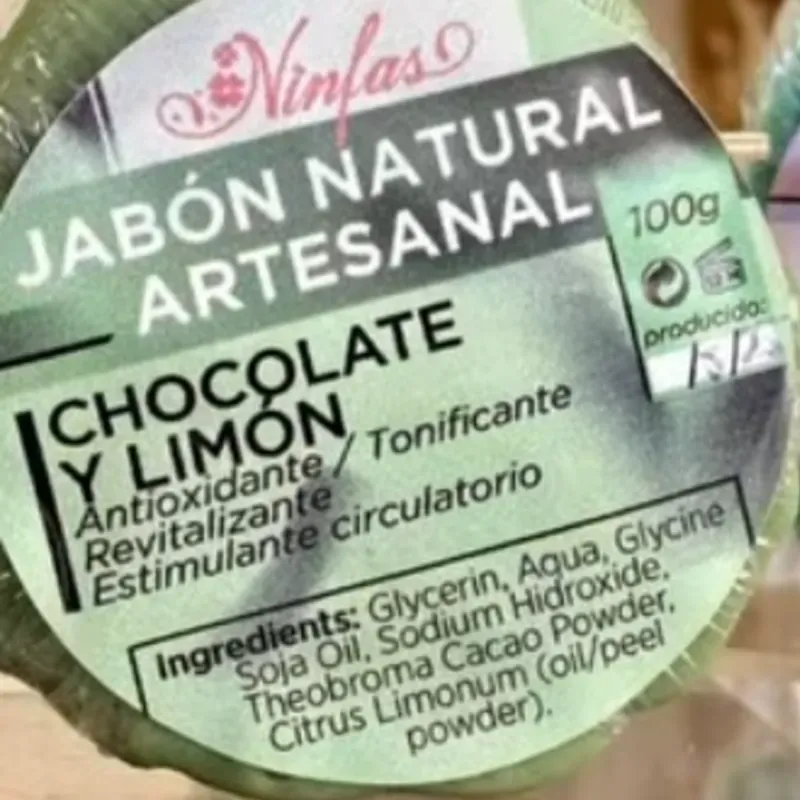 Ninfas
JABÓN NATURAL
ARTESANAL
100g
producido:
CHOCOLATE
Y LIMÓN
Antioxidante / Tonificante
Revitalizante
Estimulante circulatorio
Ingredients: Glycerin, Aqua, Glycine
Soja Oil, Sodium Hidroxide,
Theobroma Cacao Powder,
Citrus Limonum (oil/peel
powder).